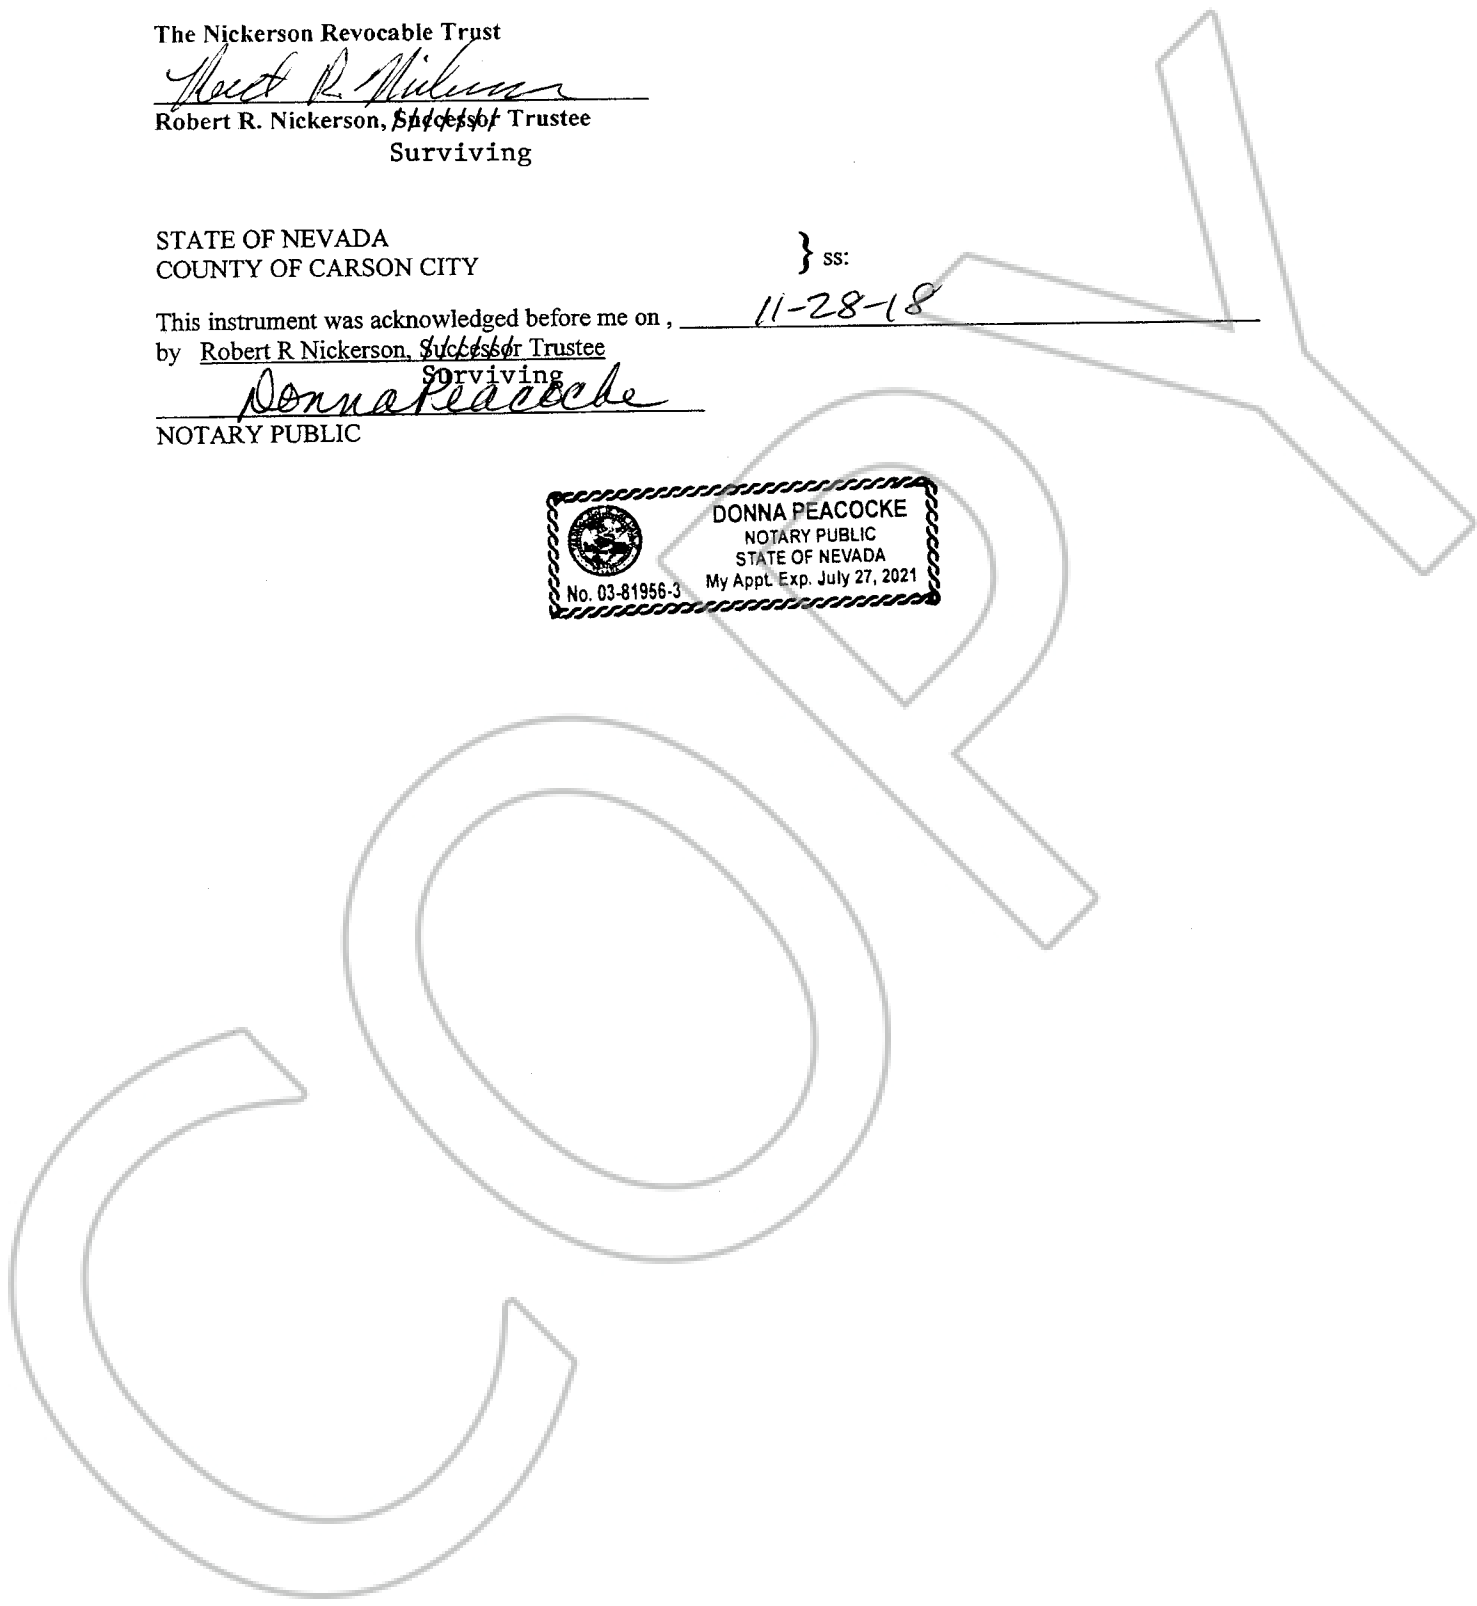 The Nickerson Revocable Trust
Robert R. Nickerson, Successor Trustee
Surviving
STATE OF NEVADA
COUNTY OF CARSON CITY
} ss:
This instrument was acknowledged before me on , 11-28-18
by Robert R Nickerson, Successor Trustee
Surviving
Donna Peacocke
NOTARY PUBLIC
DONNA PEACOCKE
NOTARY PUBLIC
STATE OF NEVADA
No. 03-81956-3 My Appt. Exp. July 27, 2021
COPY